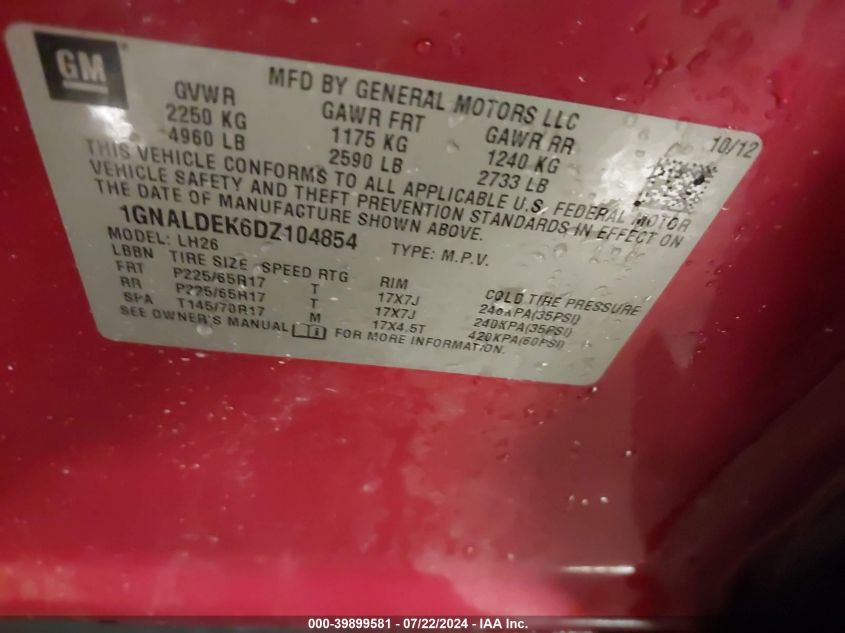 GM
MFD BY GENERAL MOTORS LLC
10/12
GVWR GAWR FRT GAWR RR
2250 KG 1175 KG 1240 KG
4960 LB 2590 LB 2733 LB
THIS VEHICLE CONFORMS TO ALL APPLICABLE U.S. FEDERAL MOTOR
VEHICLE SAFETY AND THEFT PREVENTION STANDARDS IN EFFECT ON
THE DATE OF MANUFACTURE SHOWN ABOVE.
1GNALDEK6DZ104854 TYPE: M.P.V.
MODEL: LH26
LBBN TIRE SIZE SPEED RTG RIM COLD TIRE PRESSURE
FRT P225/65R17 T 17X7J 240KPA(35PSI)
RR P225/65R17 T 17X7J 240KPA(35PSI)
SPA T145/70R17 M 17X4.5T 420KPA(60PSI)
SEE OWNER'S MANUAL FOR MORE INFORMATION.
000-39899581 / 07/22/2024 - IAA Inc.